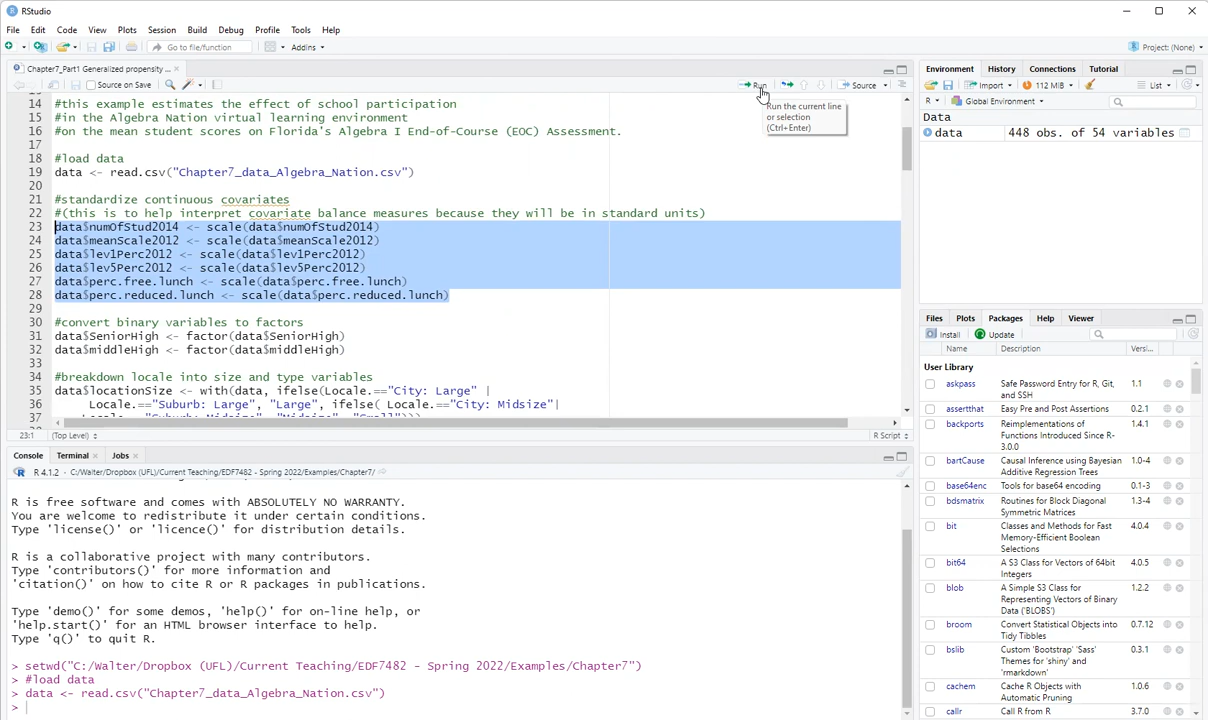 RStudio
File Edit Code View Plots Session Build Debug Profile Tools Help
Go to file/function Addins Project: (None)
Chapter7_Part1 Generalized propensity ...
Source on Save Run Source
14 #this example estimates the effect of school participation
15 #in the Algebra Nation virtual learning environment
16 #on the mean student scores on Florida's Algebra I End-of-Course (EOC) Assessment.
17
18 #load data
19 data <- read.csv("Chapter7_data_Algebra_Nation.csv")
20
21 #standardize continuous covariates
22 #(this is to help interpret covariate balance measures because they will be in standard units)
23 data$numOfStud2014 <- scale(data$numOfStud2014)
24 data$meanScale2012 <- scale(data$meanScale2012)
25 data$lev1Perc2012 <- scale(data$lev1Perc2012)
26 data$lev5Perc2012 <- scale(data$lev5Perc2012)
27 data$perc.free.lunch <- scale(data$perc.free.lunch)
28 data$perc.reduced.lunch <- scale(data$perc.reduced.lunch)
29
30 #convert binary variables to factors
31 data$SeniorHigh <- factor(data$SeniorHigh)
32 data$middleHigh <- factor(data$middleHigh)
33
34 #breakdown locale into size and type variables
35 data$locationSize <- with(data, ifelse(Locale.=="City: Large" |
36 Locale.=="Suburb: Large", "Large", ifelse( Locale.=="City: Midsize"|
37
Run the current line
or selection
(Ctrl+Enter)
23:1 (Top Level) R Script
Console Terminal Jobs
R 4.1.2 · C:/Walter/Dropbox (UFL)/Current Teaching/EDF7482 - Spring 2022/Examples/Chapter7/
R is free software and comes with ABSOLUTELY NO WARRANTY.
You are welcome to redistribute it under certain conditions.
Type 'license()' or 'licence()' for distribution details.
R is a collaborative project with many contributors.
Type 'contributors()' for more information and
'citation()' on how to cite R or R packages in publications.
Type 'demo()' for some demos, 'help()' for on-line help, or
'help.start()' for an HTML browser interface to help.
Type 'q()' to quit R.
> setwd("C:/Walter/Dropbox (UFL)/Current Teaching/EDF7482 - Spring 2022/Examples/Chapter7")
> #load data
> data <- read.csv("Chapter7_data_Algebra_Nation.csv")
>
Environment History Connections Tutorial
Import 112 MiB List
R Global Environment
Data
data 448 obs. of 54 variables
Files Plots Packages Help Viewer
Install Update
Name Description Versi...
User Library
askpass Safe Password Entry for R, Git, and SSH 1.1
assertthat Easy Pre and Post Assertions 0.2.1
backports Reimplementations of Functions Introduced Since R-3.0.0 1.4.1
bartCause Causal Inference using Bayesian Additive Regression Trees 1.0-4
base64enc Tools for base64 encoding 0.1-3
bdsmatrix Routines for Block Diagonal Symmetric Matrices 1.3-4
bit Classes and Methods for Fast Memory-Efficient Boolean Selections 4.0.4
bit64 A S3 Class for Vectors of 64bit Integers 4.0.5
blob A Simple S3 Class for Representing Vectors of Binary Data ('BLOBS') 1.2.2
broom Convert Statistical Objects into Tidy Tibbles 0.7.12
bslib Custom 'Bootstrap' 'Sass' Themes for 'shiny' and 'rmarkdown' 0.3.1
cachem Cache R Objects with Automatic Pruning 1.0.6
callr Call R from R 3.7.0